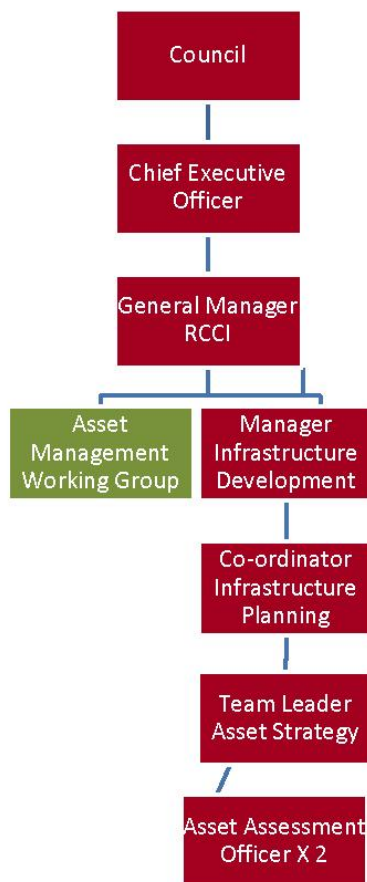 Council
Chief Executive
Officer
General Manager
RCCI
Asset
Management
Working Group
Manager
Infrastructure
Development
Co-ordinator
Infrastructure
Planning
Team Leader
Asset Strategy
Asset Assessment
Officer X 2